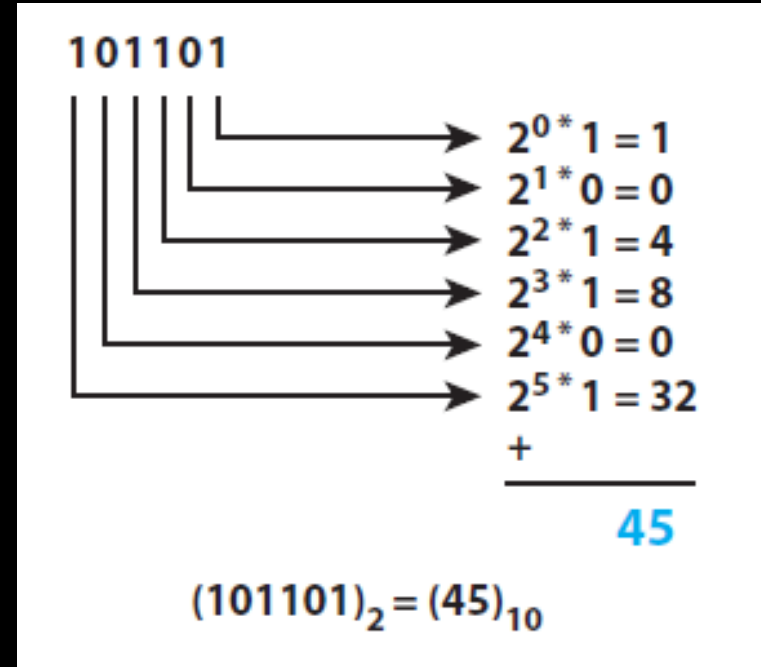 101101
2⁰ * 1 = 1
2¹ * 0 = 0
2² * 1 = 4
2³ * 1 = 8
2⁴ * 0 = 0
2⁵ * 1 = 32
+
45
(101101)₂ = (45)₁₀